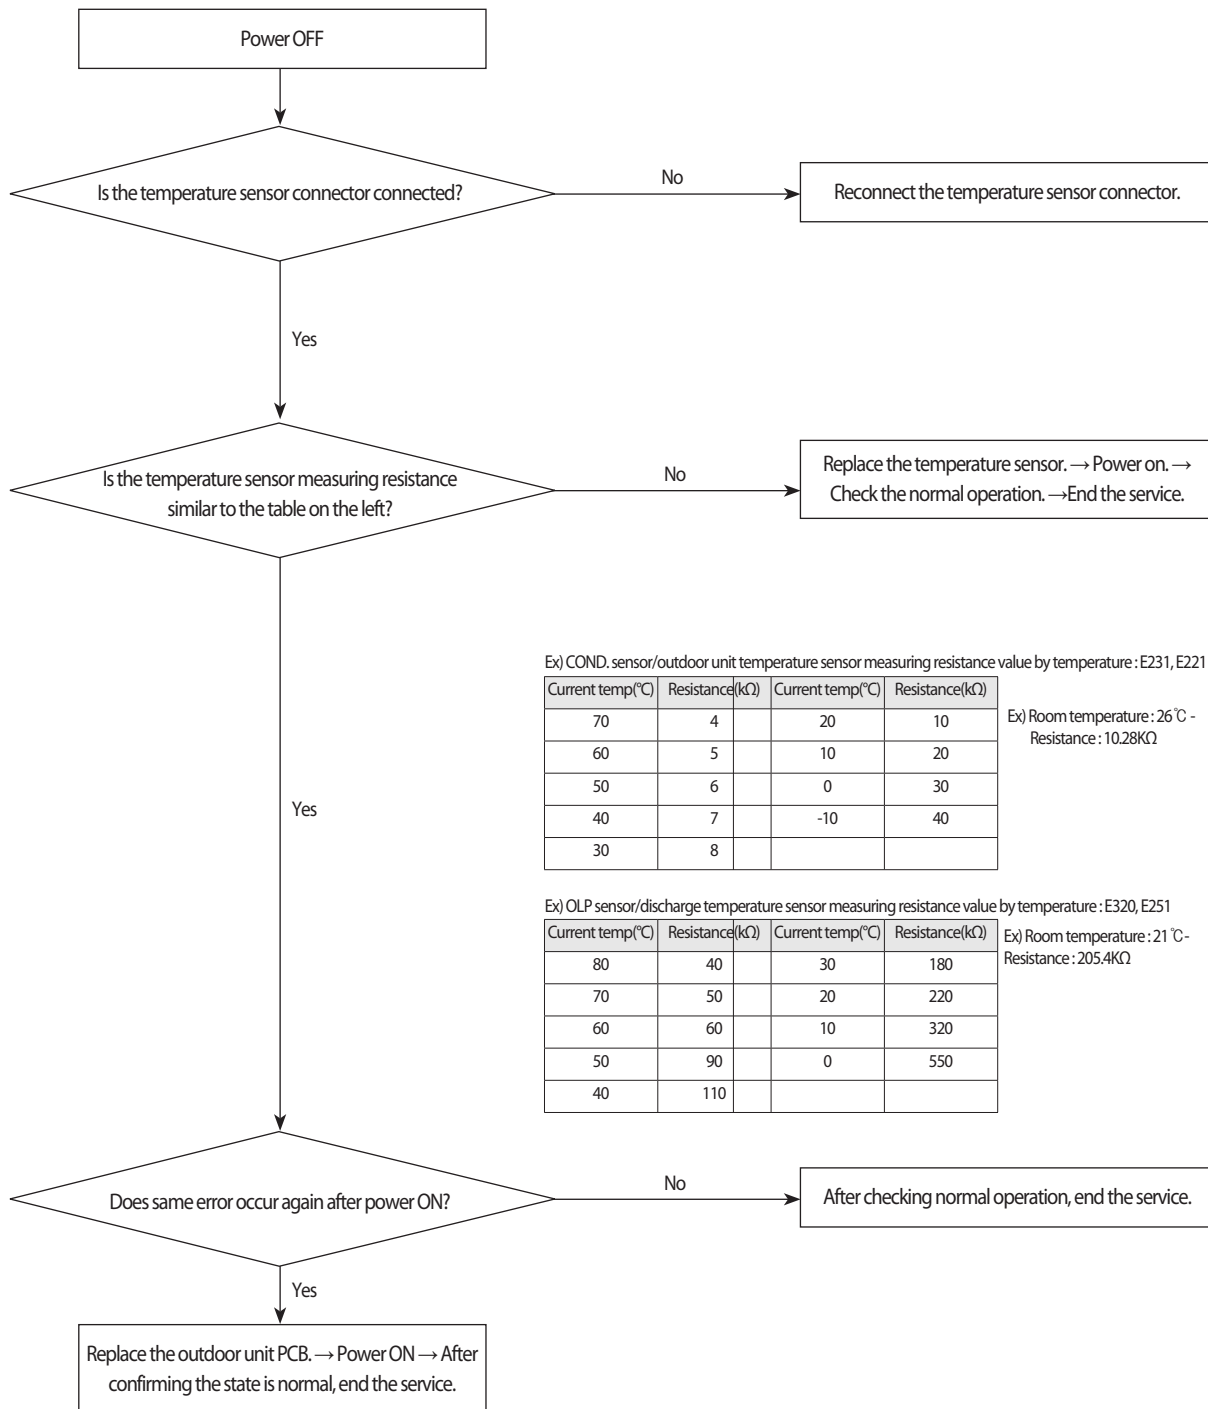 Power OFF
Is the temperature sensor connector connected?
No
Reconnect the temperature sensor connector.
Yes
Is the temperature sensor measuring resistance
similar to the table on the left?
No
Replace the temperature sensor. → Power on. →
Check the normal operation. →End the service.
Ex) COND. sensor/outdoor unit temperature sensor measuring resistance value by temperature : E231, E221
Current temp(°C) Resistance(kΩ) Current temp(°C) Resistance(kΩ)
70 4 20 10
60 5 10 20
50 6 0 30
40 7 -10 40
30 8
Ex) Room temperature : 26℃ -
Resistance : 10.28KΩ
Yes
Ex) OLP sensor/discharge temperature sensor measuring resistance value by temperature : E320, E251
Current temp(°C) Resistance(kΩ) Current temp(°C) Resistance(kΩ)
80 40 30 180
70 50 20 220
60 60 10 320
50 90 0 550
40 110
Ex) Room temperature : 21℃ -
Resistance : 205.4KΩ
Does same error occur again after power ON?
No
After checking normal operation, end the service.
Yes
Replace the outdoor unit PCB. → Power ON → After
confirming the state is normal, end the service.